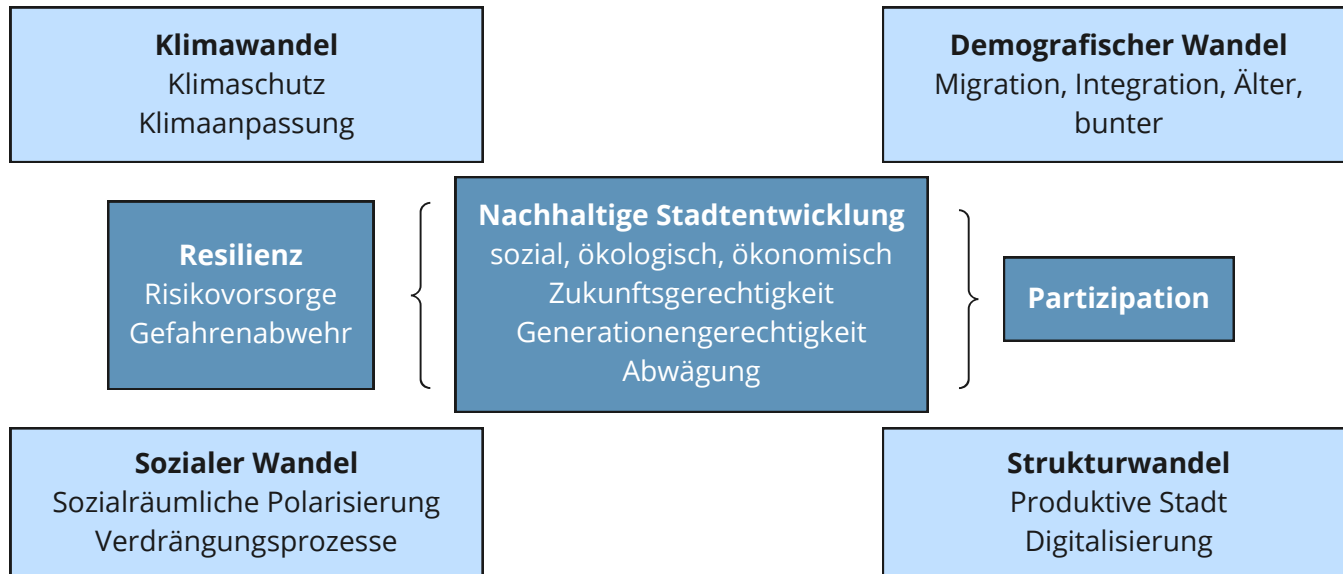 Klimawandel
Klimaschutz
Klimaanpassung
Demografischer Wandel
Migration, Integration, Älter,
bunter
Resilienz
Risikovorsorge
Gefahrenabwehr
Nachhaltige Stadtentwicklung
sozial, ökologisch, ökonomisch
Zukunftsgerechtigkeit
Generationengerechtigkeit
Abwägung
Partizipation
Sozialer Wandel
Sozialräumliche Polarisierung
Verdrängungsprozesse
Strukturwandel
Produktive Stadt
Digitalisierung